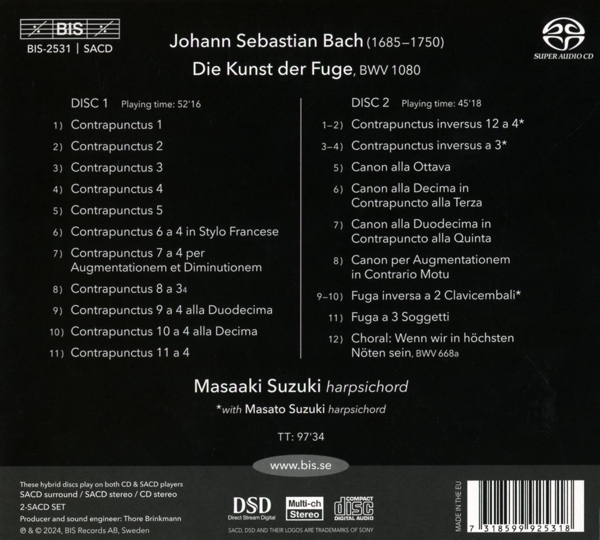 BIS
BIS-2531 | SACD
Johann Sebastian Bach (1685–1750)
Die Kunst der Fuge, BWV 1080
SUPER AUDIO CD
DISC 1 Playing time: 52'16
1) Contrapunctus 1
2) Contrapunctus 2
3) Contrapunctus 3
4) Contrapunctus 4
5) Contrapunctus 5
6) Contrapunctus 6 a 4 in Stylo Francese
7) Contrapunctus 7 a 4 per
Augmentationem et Diminutionem
8) Contrapunctus 8 a 34
9) Contrapunctus 9 a 4 alla Duodecima
10) Contrapunctus 10 a 4 alla Decima
11) Contrapunctus 11 a 4
DISC 2 Playing time: 45'18
1–2) Contrapunctus inversus 12 a 4*
3–4) Contrapunctus inversus a 3*
5) Canon alla Ottava
6) Canon alla Decima in
Contrapuncto alla Terza
7) Canon alla Duodecima in
Contrapuncto alla Quinta
8) Canon per Augmentationem
in Contrario Motu
9–10) Fuga inversa a 2 Clavicembali*
11) Fuga a 3 Soggetti
12) Choral: Wenn wir in höchsten
Nöten sein, BWV 668a
Masaaki Suzuki harpsichord
*with Masato Suzuki harpsichord
TT: 97'34
www.bis.se
These hybrid discs play on both CD & SACD players
SACD surround / SACD stereo / CD stereo
2-SACD SET
Producer and sound engineer: Thore Brinkmann
℗ & © 2024, BIS Records AB, Sweden
DSD
Direct Stream Digital
Multi-ch
Stereo
COMPACT
disc
DIGITAL AUDIO
SACD, DSD AND THEIR LOGOS ARE TRADEMARKS OF SONY
MADE IN THE EU
7 318599 925318